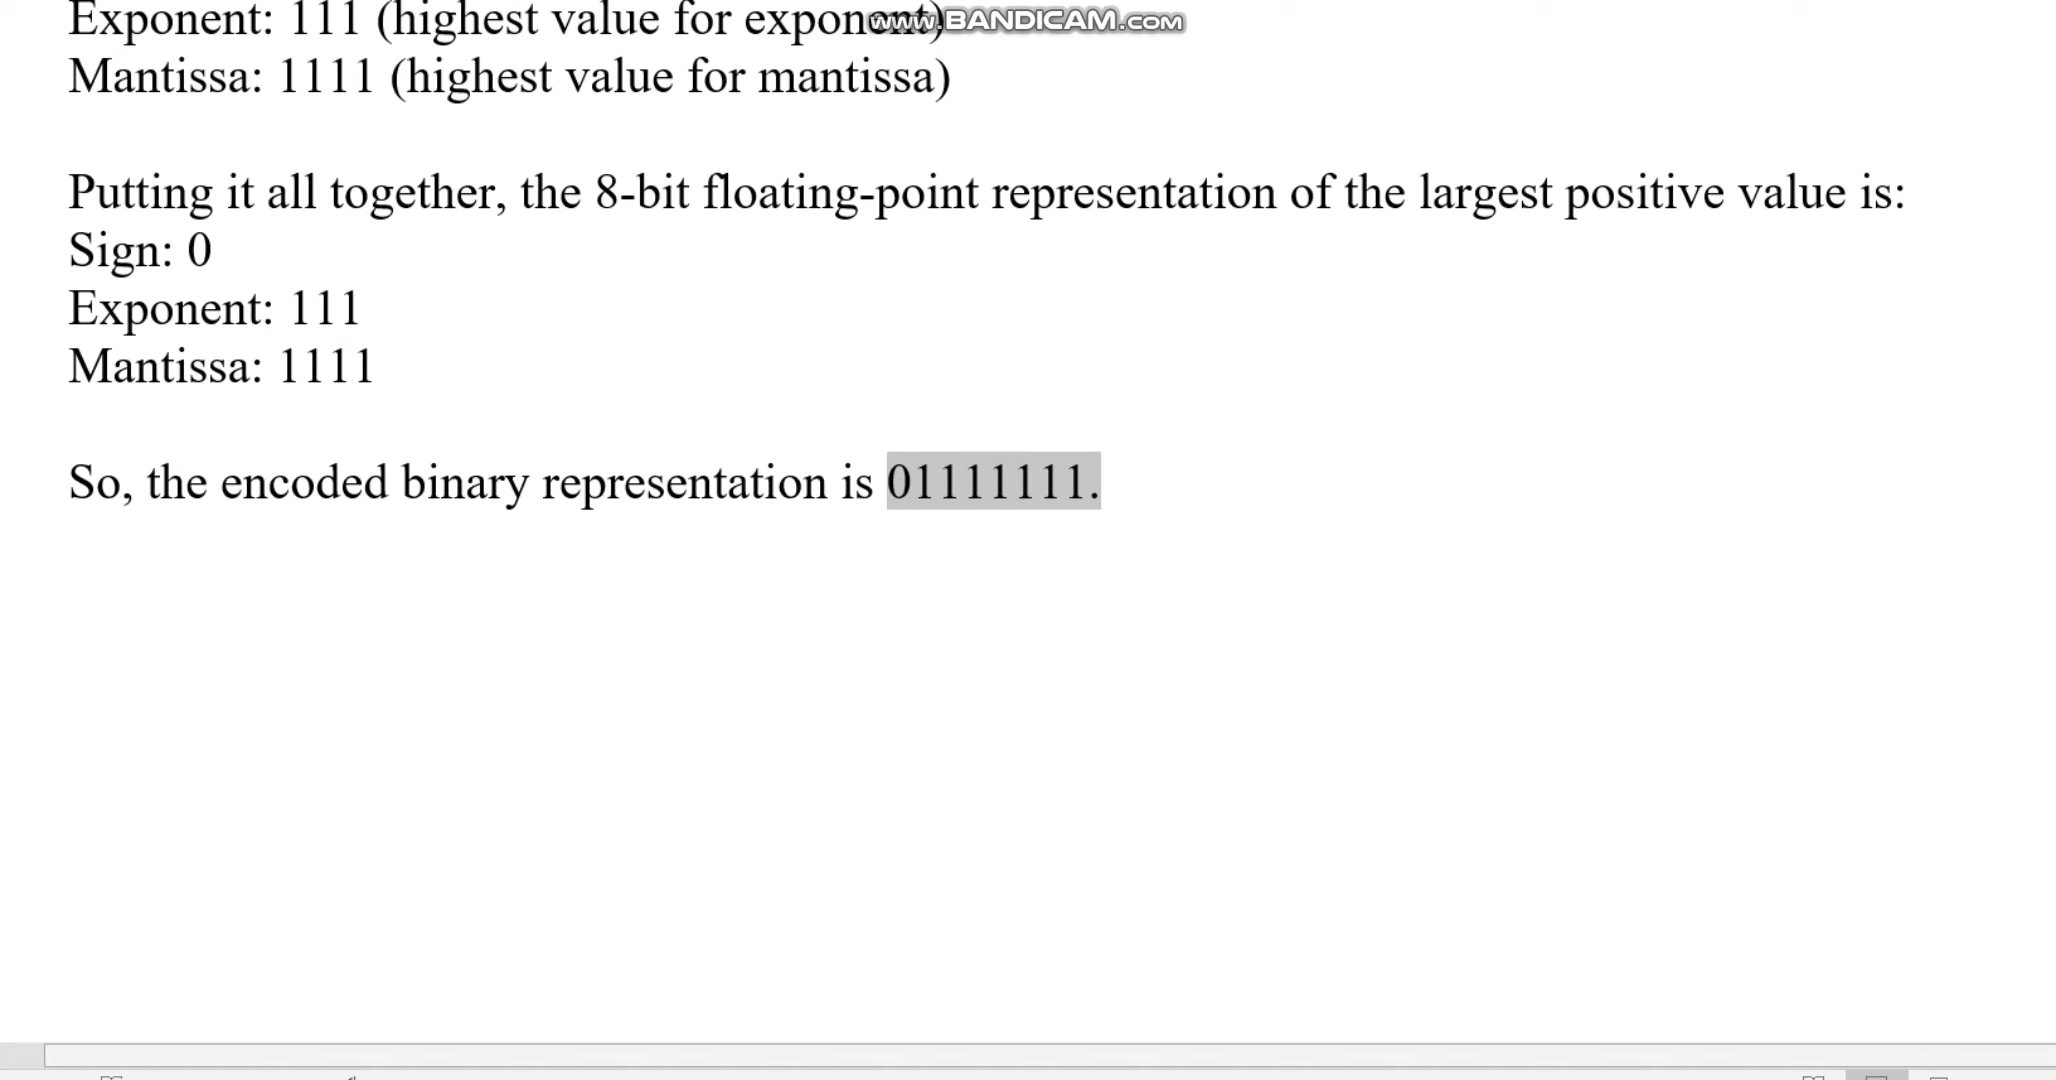 Exponent: 111 (highest value for exponent)
www.BANDICAM.com
Mantissa: 1111 (highest value for mantissa)
Putting it all together, the 8-bit floating-point representation of the largest positive value is:
Sign: 0
Exponent: 111
Mantissa: 1111
So, the encoded binary representation is 01111111.